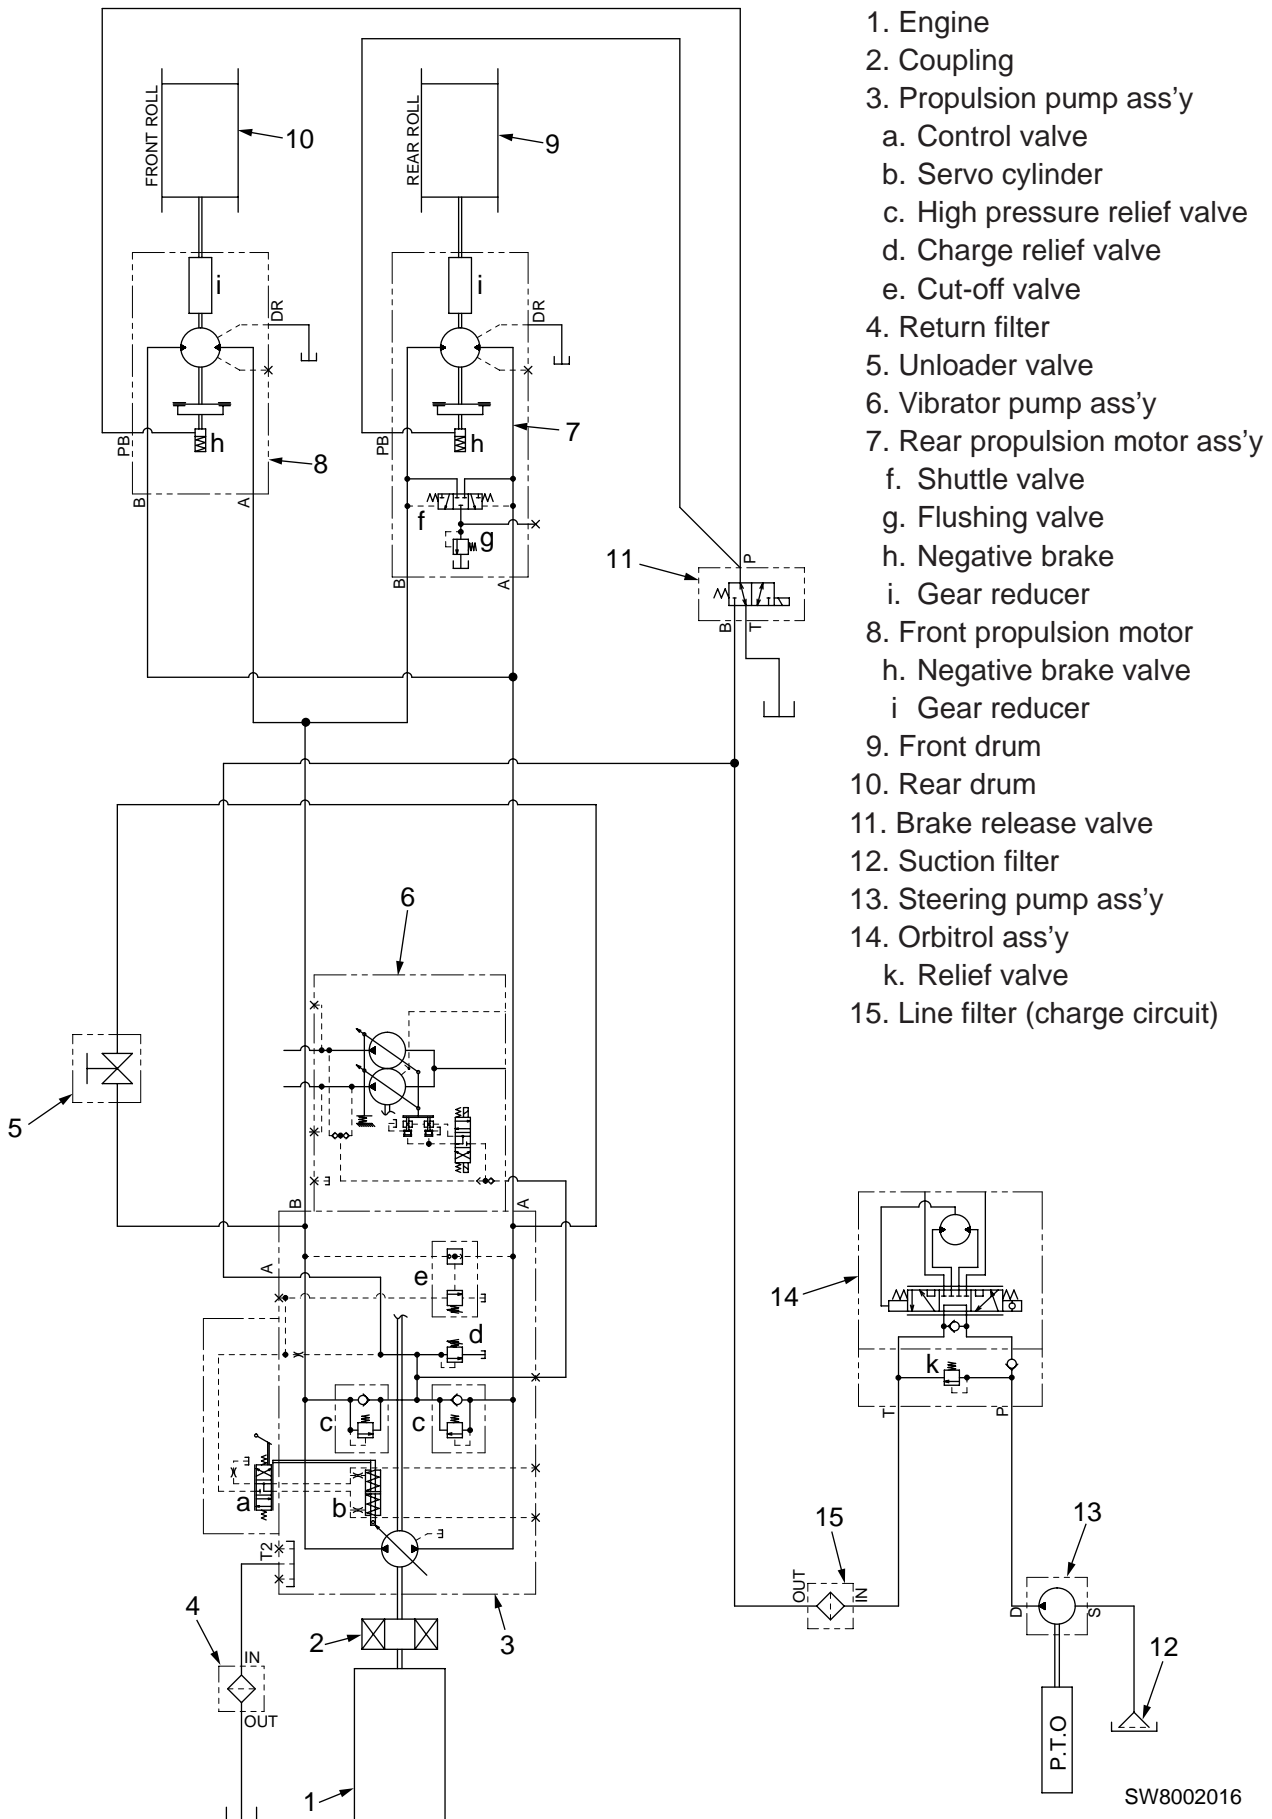 1. Engine
2. Coupling
3. Propulsion pump ass'y
a. Control valve
b. Servo cylinder
c. High pressure relief valve
d. Charge relief valve
e. Cut-off valve
4. Return filter
5. Unloader valve
6. Vibrator pump ass'y
7. Rear propulsion motor ass'y
f. Shuttle valve
g. Flushing valve
h. Negative brake
i. Gear reducer
8. Front propulsion motor
h. Negative brake valve
i Gear reducer
9. Front drum
10. Rear drum
11. Brake release valve
12. Suction filter
13. Steering pump ass'y
14. Orbitrol ass'y
k. Relief valve
15. Line filter (charge circuit)
FRONT ROLL
10
REAR ROLL
9
i
DR
i
DR
PB
h
8
B
A
PB
h
7
f
g
B
A
11
P
B
T
6
5
B
A
A
e
d
c
c
a
b
T2
4
IN
OUT
2
3
1
14
k
T
P
15
OUT
IN
13
D
S
12
P.T.O
SW8002016